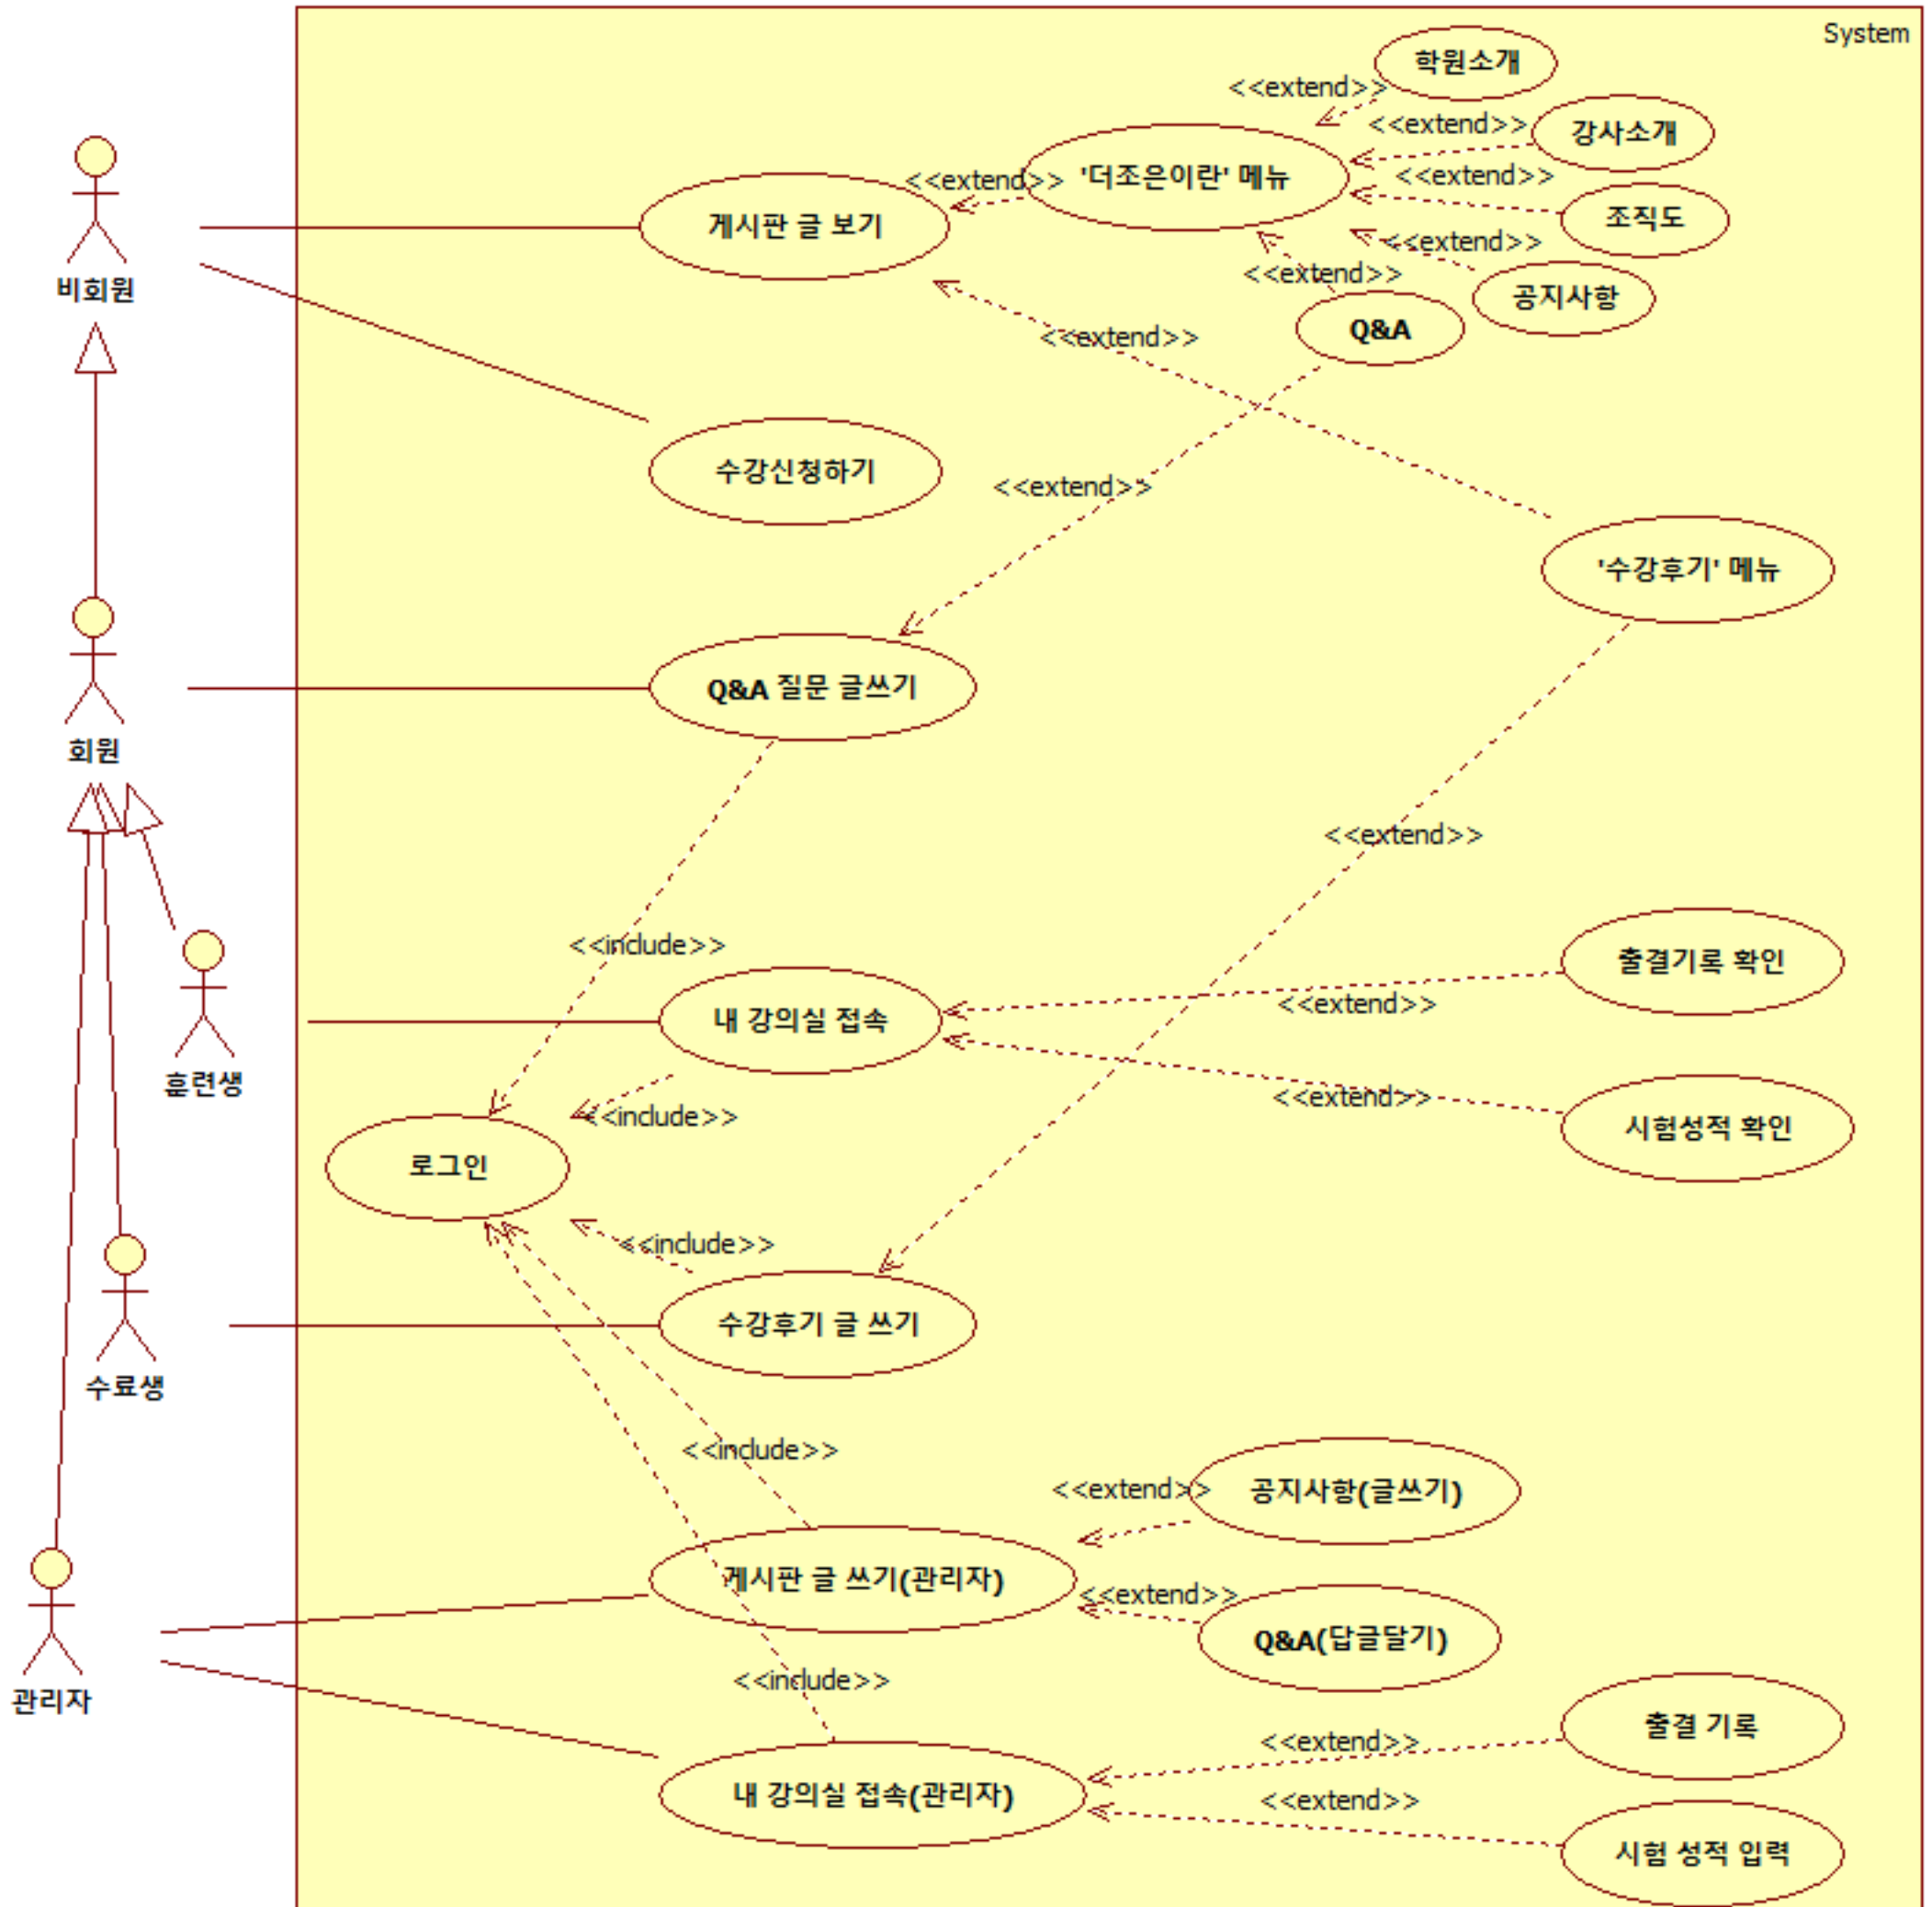 System
학원소개
<<extend>>
강사소개
<<extend>>
'더조은이란' 메뉴
<<extend>>
<<extend>>
조직도
게시판 글 보기
<<extend>>
<<extend>>
비회원
공지사항
Q&A
<<extend>>
수강신청하기
<<extend>>
'수강후기' 메뉴
Q&A 질문 글쓰기
회원
<<extend>>
<<include>>
출결기록 확인
<<extend>>
내 강의실 접속
훈련생
<<extend>>
<<include>>
시험성적 확인
로그인
<<include>>
수강후기 글 쓰기
수료생
<<include>>
<<extend>>
공지사항(글쓰기)
게시판 글 쓰기(관리자)
<<extend>>
Q&A(답글달기)
<<include>>
관리자
출결 기록
<<extend>>
내 강의실 접속(관리자)
<<extend>>
시험 성적 입력